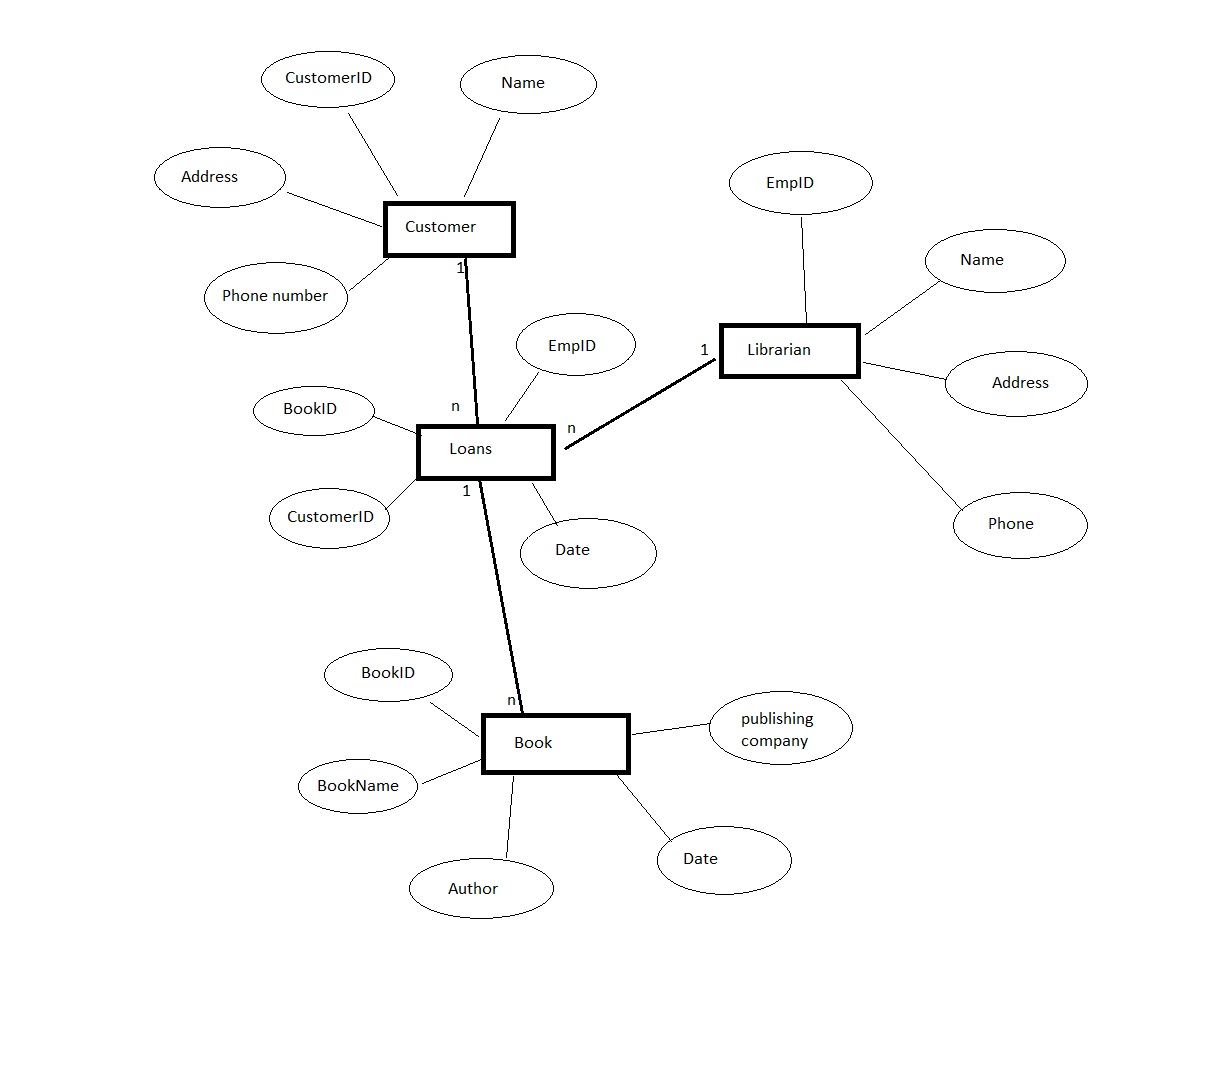 CustomerID
Name
Address
Customer
Phone number
1
EmpID
Name
Librarian
1
Address
Phone
EmpID
BookID
n
n
Loans
CustomerID
1
Date
BookID
n
Book
publishing
company
BookName
Author
Date